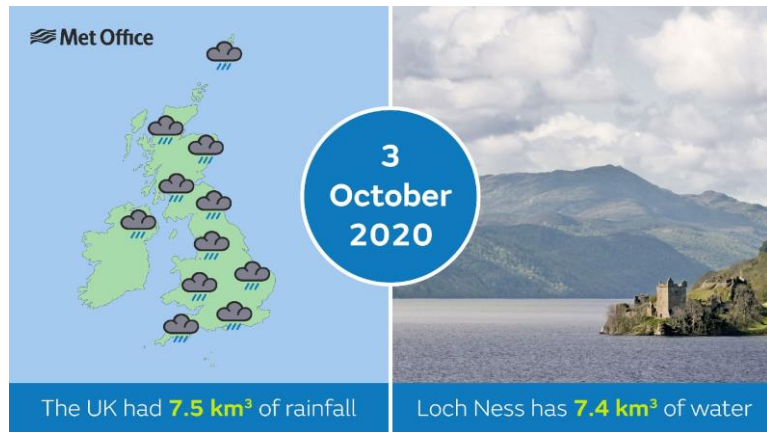 Met Office
3
October
2020
The UK had 7.5 km³ of rainfall
Loch Ness has 7.4 km³ of water